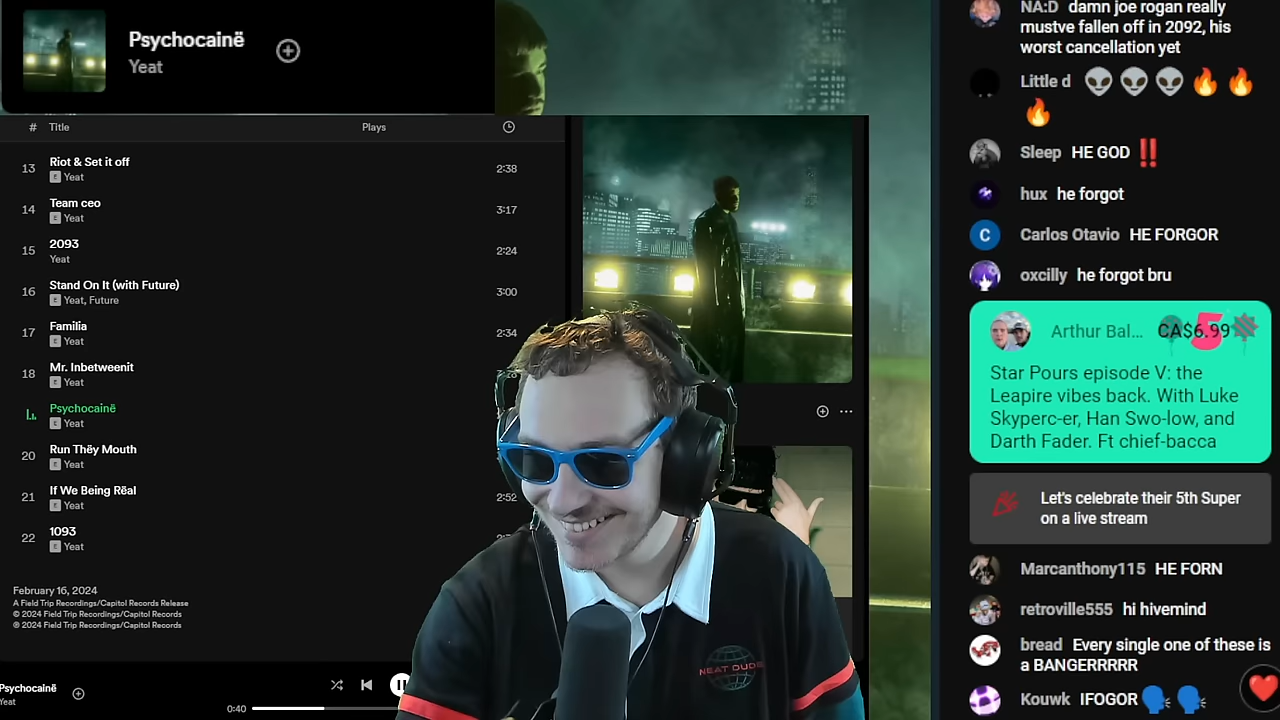 Psychocainë
Yeat
# Title Plays
13 Riot & Set it off 2:38
E Yeat
14 Team ceo 3:17
E Yeat
15 2093 2:24
Yeat
16 Stand On It (with Future) 3:00
E Yeat, Future
17 Familia 2:34
E Yeat
18 Mr. Inbetweenit
E Yeat
Psychocainë
E Yeat
20 Run Thëy Mouth
E Yeat
21 If We Being Rëal 2:52
E Yeat
22 1093
E Yeat
February 16, 2024
A Field Trip Recordings/Capitol Records Release
© 2024 Field Trip Recordings/Capitol Records
℗ 2024 Field Trip Recordings/Capitol Records
Psychocainë
Yeat
0:40
NEAT DUDE
NA:D damn joe rogan really
mustve fallen off in 2092, his
worst cancellation yet
Little d 👽 👽 👽 🔥 🔥
🔥
Sleep HE GOD ‼️
hux he forgot
C Carlos Otavio HE FORGOR
oxcilly he forgot bru
Arthur Bal... CA$6.99 5
Star Pours episode V: the
Leapire vibes back. With Luke
Skyperc-er, Han Swo-low, and
Darth Fader. Ft chief-bacca
Let's celebrate their 5th Super
on a live stream
Marcanthony115 HE FORN
retroville555 hi hivemind
bread Every single one of these is
a BANGERRRRR
Kouwk IFOGOR 🗣️ 🗣️